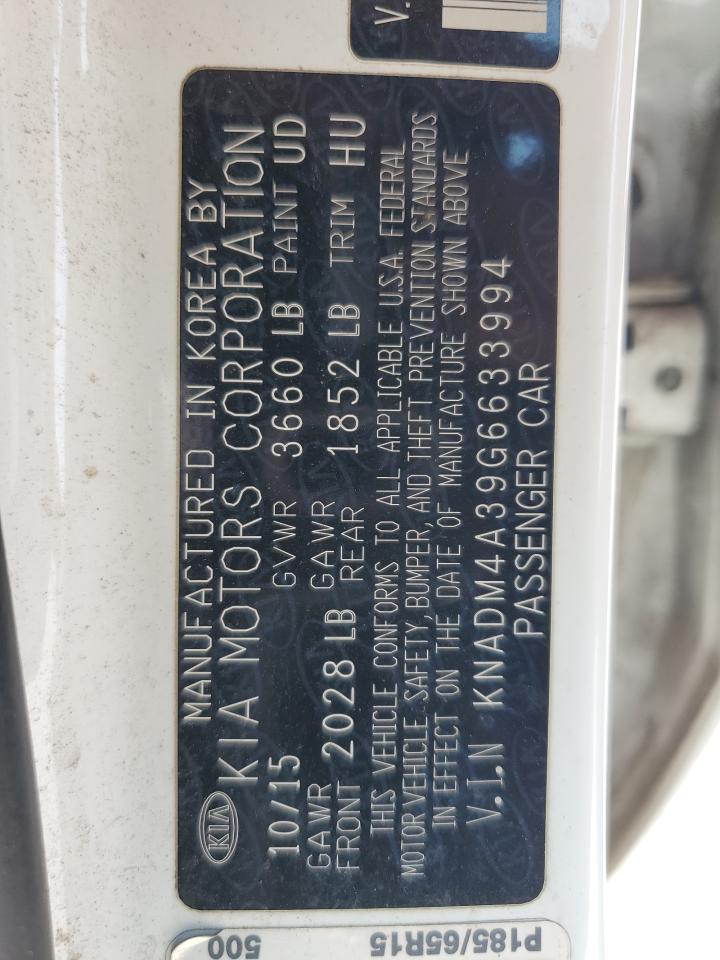 V.
KIA
MANUFACTURED IN KOREA BY
KIA MOTORS CORPORATION
10/15 GVWR 3660 LB PAINT UD
GAWR FRONT 2028 LB GAWR REAR 1852 LB TRIM HU
THIS VEHICLE CONFORMS TO ALL APPLICABLE U.S.A. FEDERAL
MOTOR VEHICLE SAFETY, BUMPER, AND THEFT PREVENTION STANDARDS
IN EFFECT ON THE DATE OF MANUFACTURE SHOWN ABOVE
V.I.N KNADM4A39G6633994
PASSENGER CAR
P185/65R15
500